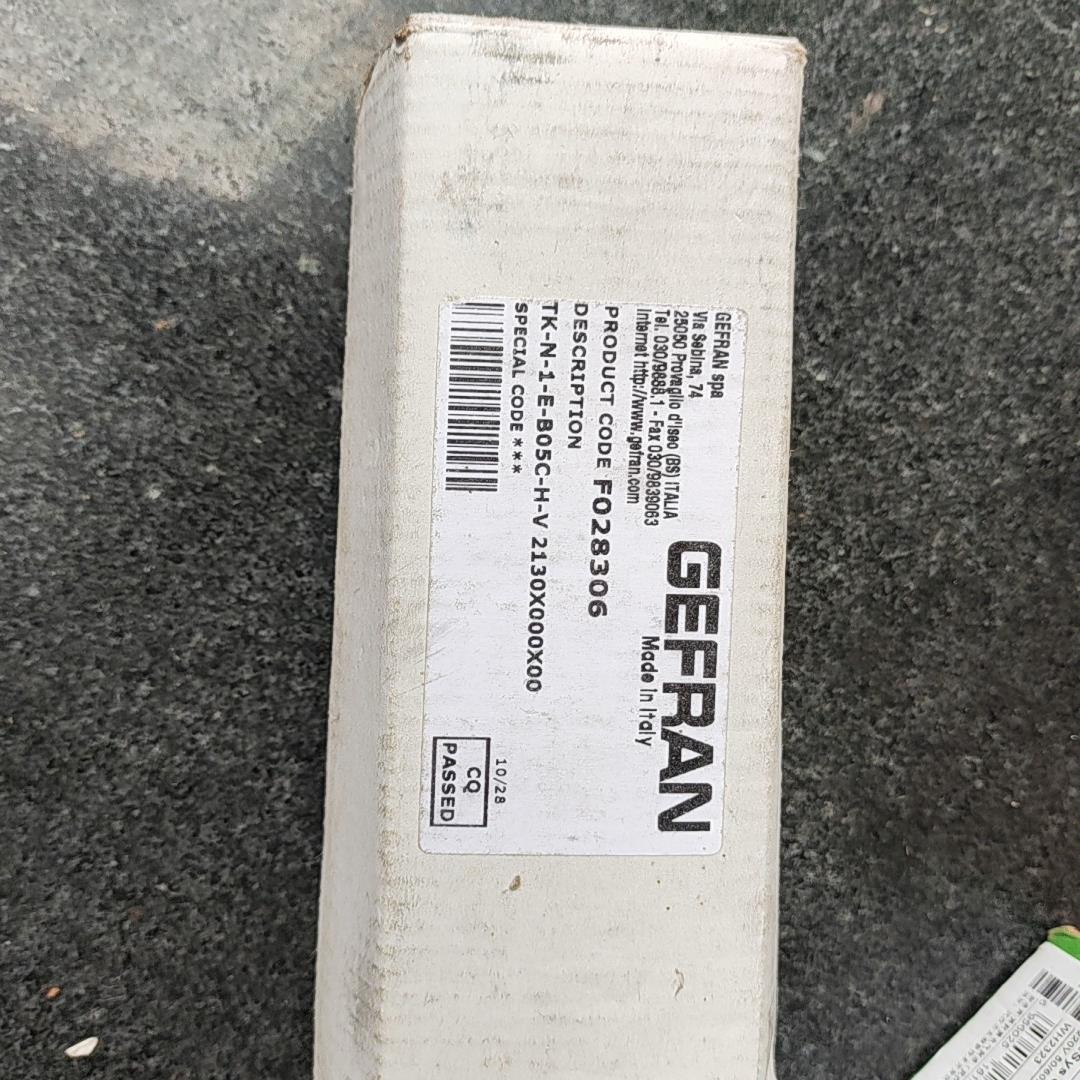 GEFRAN spa
Via Sebina, 74
25050 Provaglio d'Iseo (BS) ITALIA
Tel. 030/9888.1 - Fax 030/9839063
Internet http://www.gefran.com
GEFRAN
Made In Italy
PRODUCT CODE F028306
DESCRIPTION
TK-N-1-E-B05C-H-V 2130X000X00
SPECIAL CODE ***
10/28
CQ
PASSED